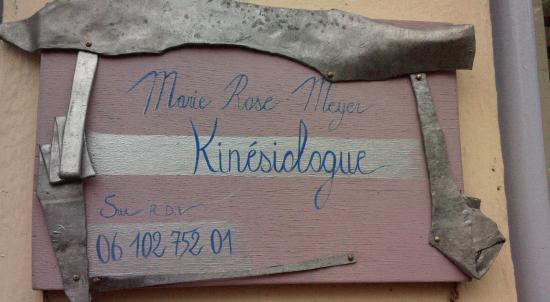 Marie Rose Meyer
Kinésiologue
Sur R.D.V
06 102 752 01